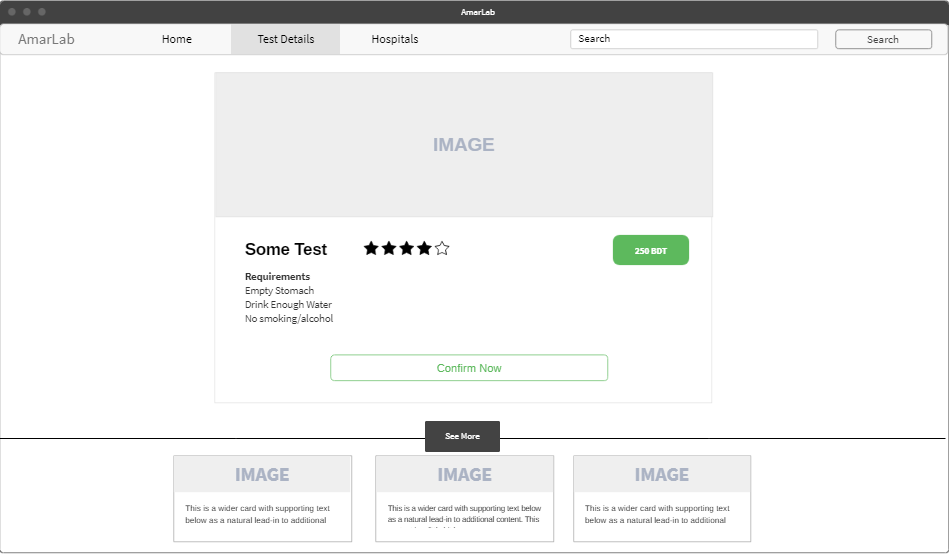 AmarLab
AmarLab
Home
Test Details
Hospitals
Search
Search
IMAGE
Some Test
250 BDT
Requirements
Empty Stomach
Drink Enough Water
No smoking/alcohol
Confirm Now
See More
IMAGE
This is a wider card with supporting text
below as a natural lead-in to additional
IMAGE
This is a wider card with supporting text below
as a natural lead-in to additional content. This
IMAGE
This is a wider card with supporting text
below as a natural lead-in to additional